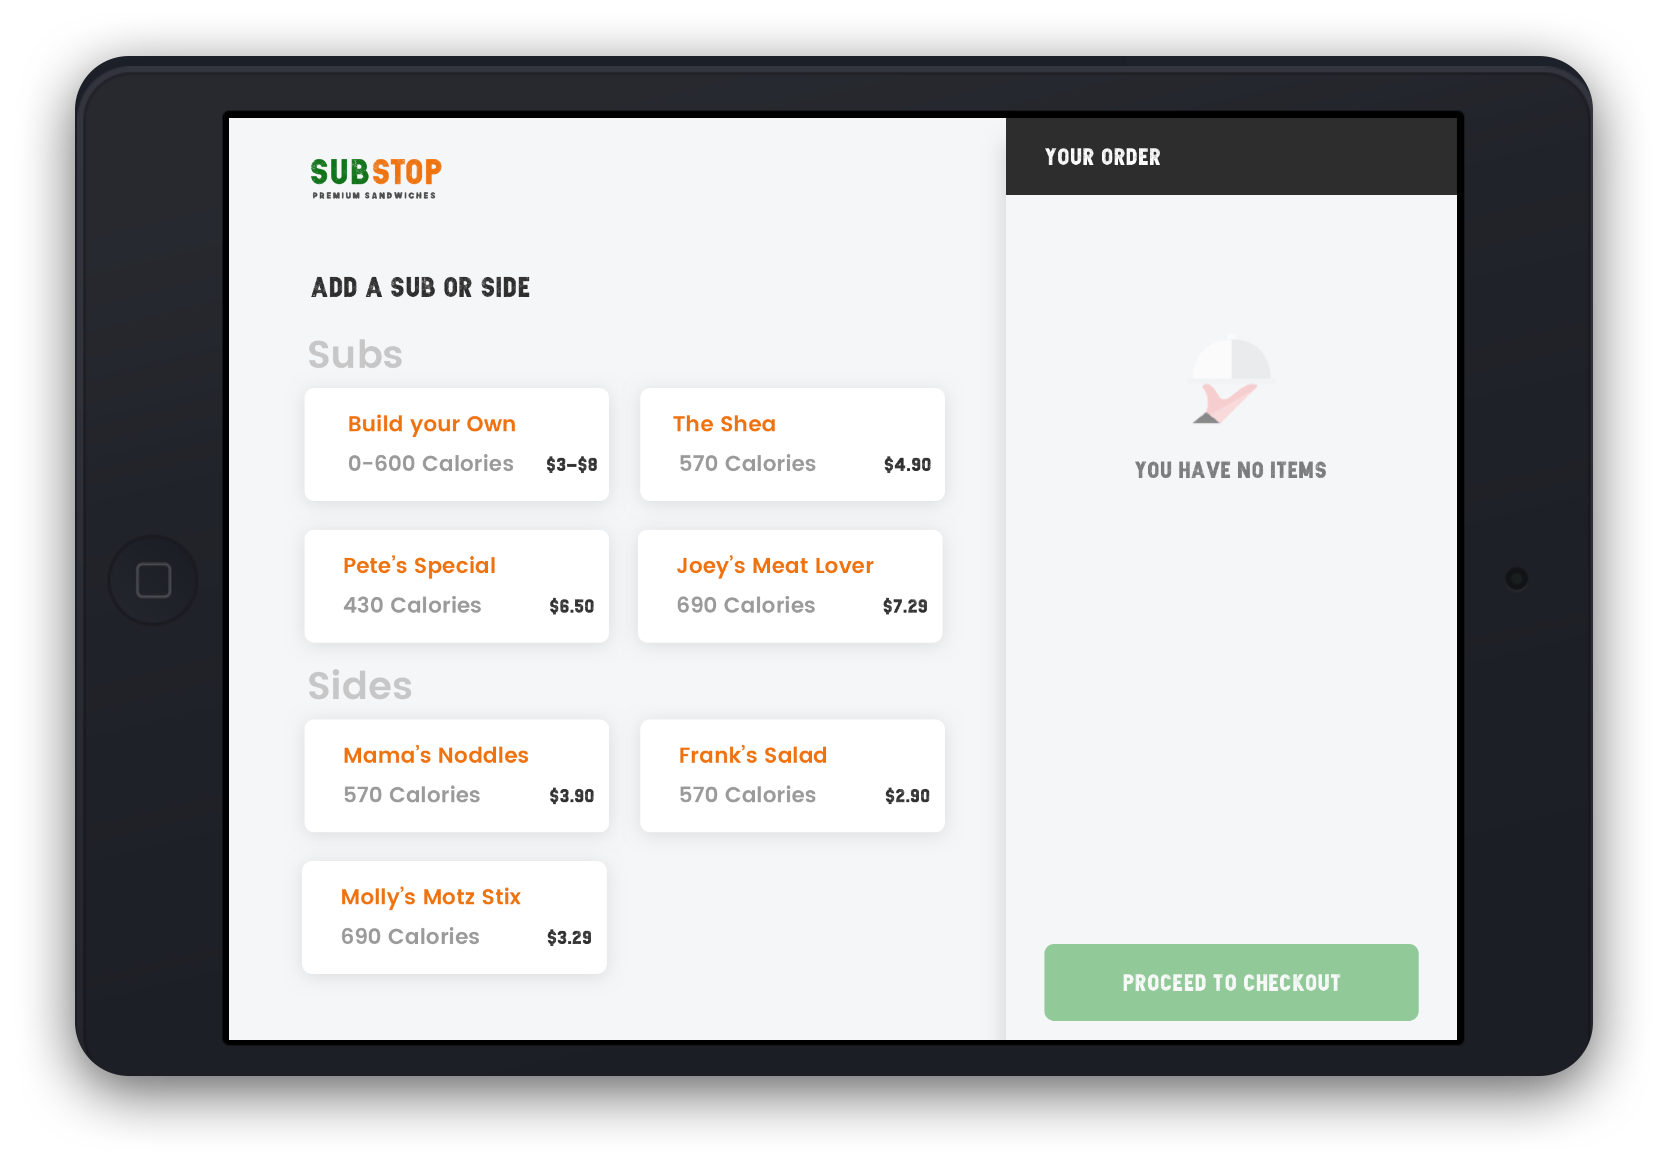 SUBSTOP
PREMIUM SANDWICHES
YOUR ORDER
ADD A SUB OR SIDE
Subs
Build your Own
0-600 Calories $3-$8
The Shea
570 Calories $4.90
Pete's Special
430 Calories $6.50
Joey's Meat Lover
690 Calories $7.29
Sides
Mama's Noddles
570 Calories $3.90
Frank's Salad
570 Calories $2.90
Molly's Motz Stix
690 Calories $3.29
YOU HAVE NO ITEMS
PROCEED TO CHECKOUT